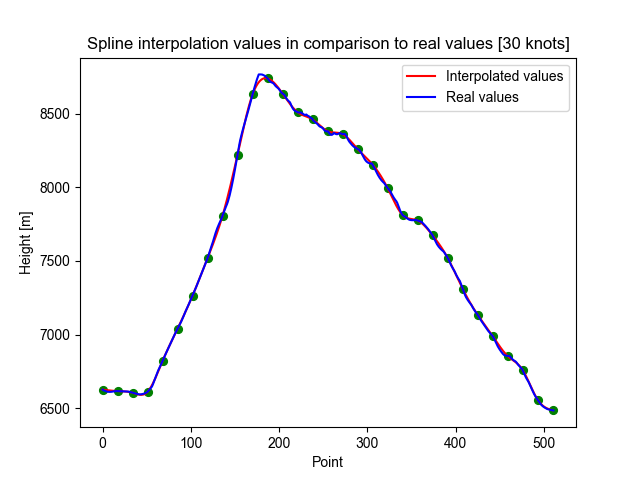 Spline interpolation values in comparison to real values [30 knots]
Interpolated values
Real values
Height [m]
8500
8000
7500
7000
6500
0 100 200 300 400 500
Point